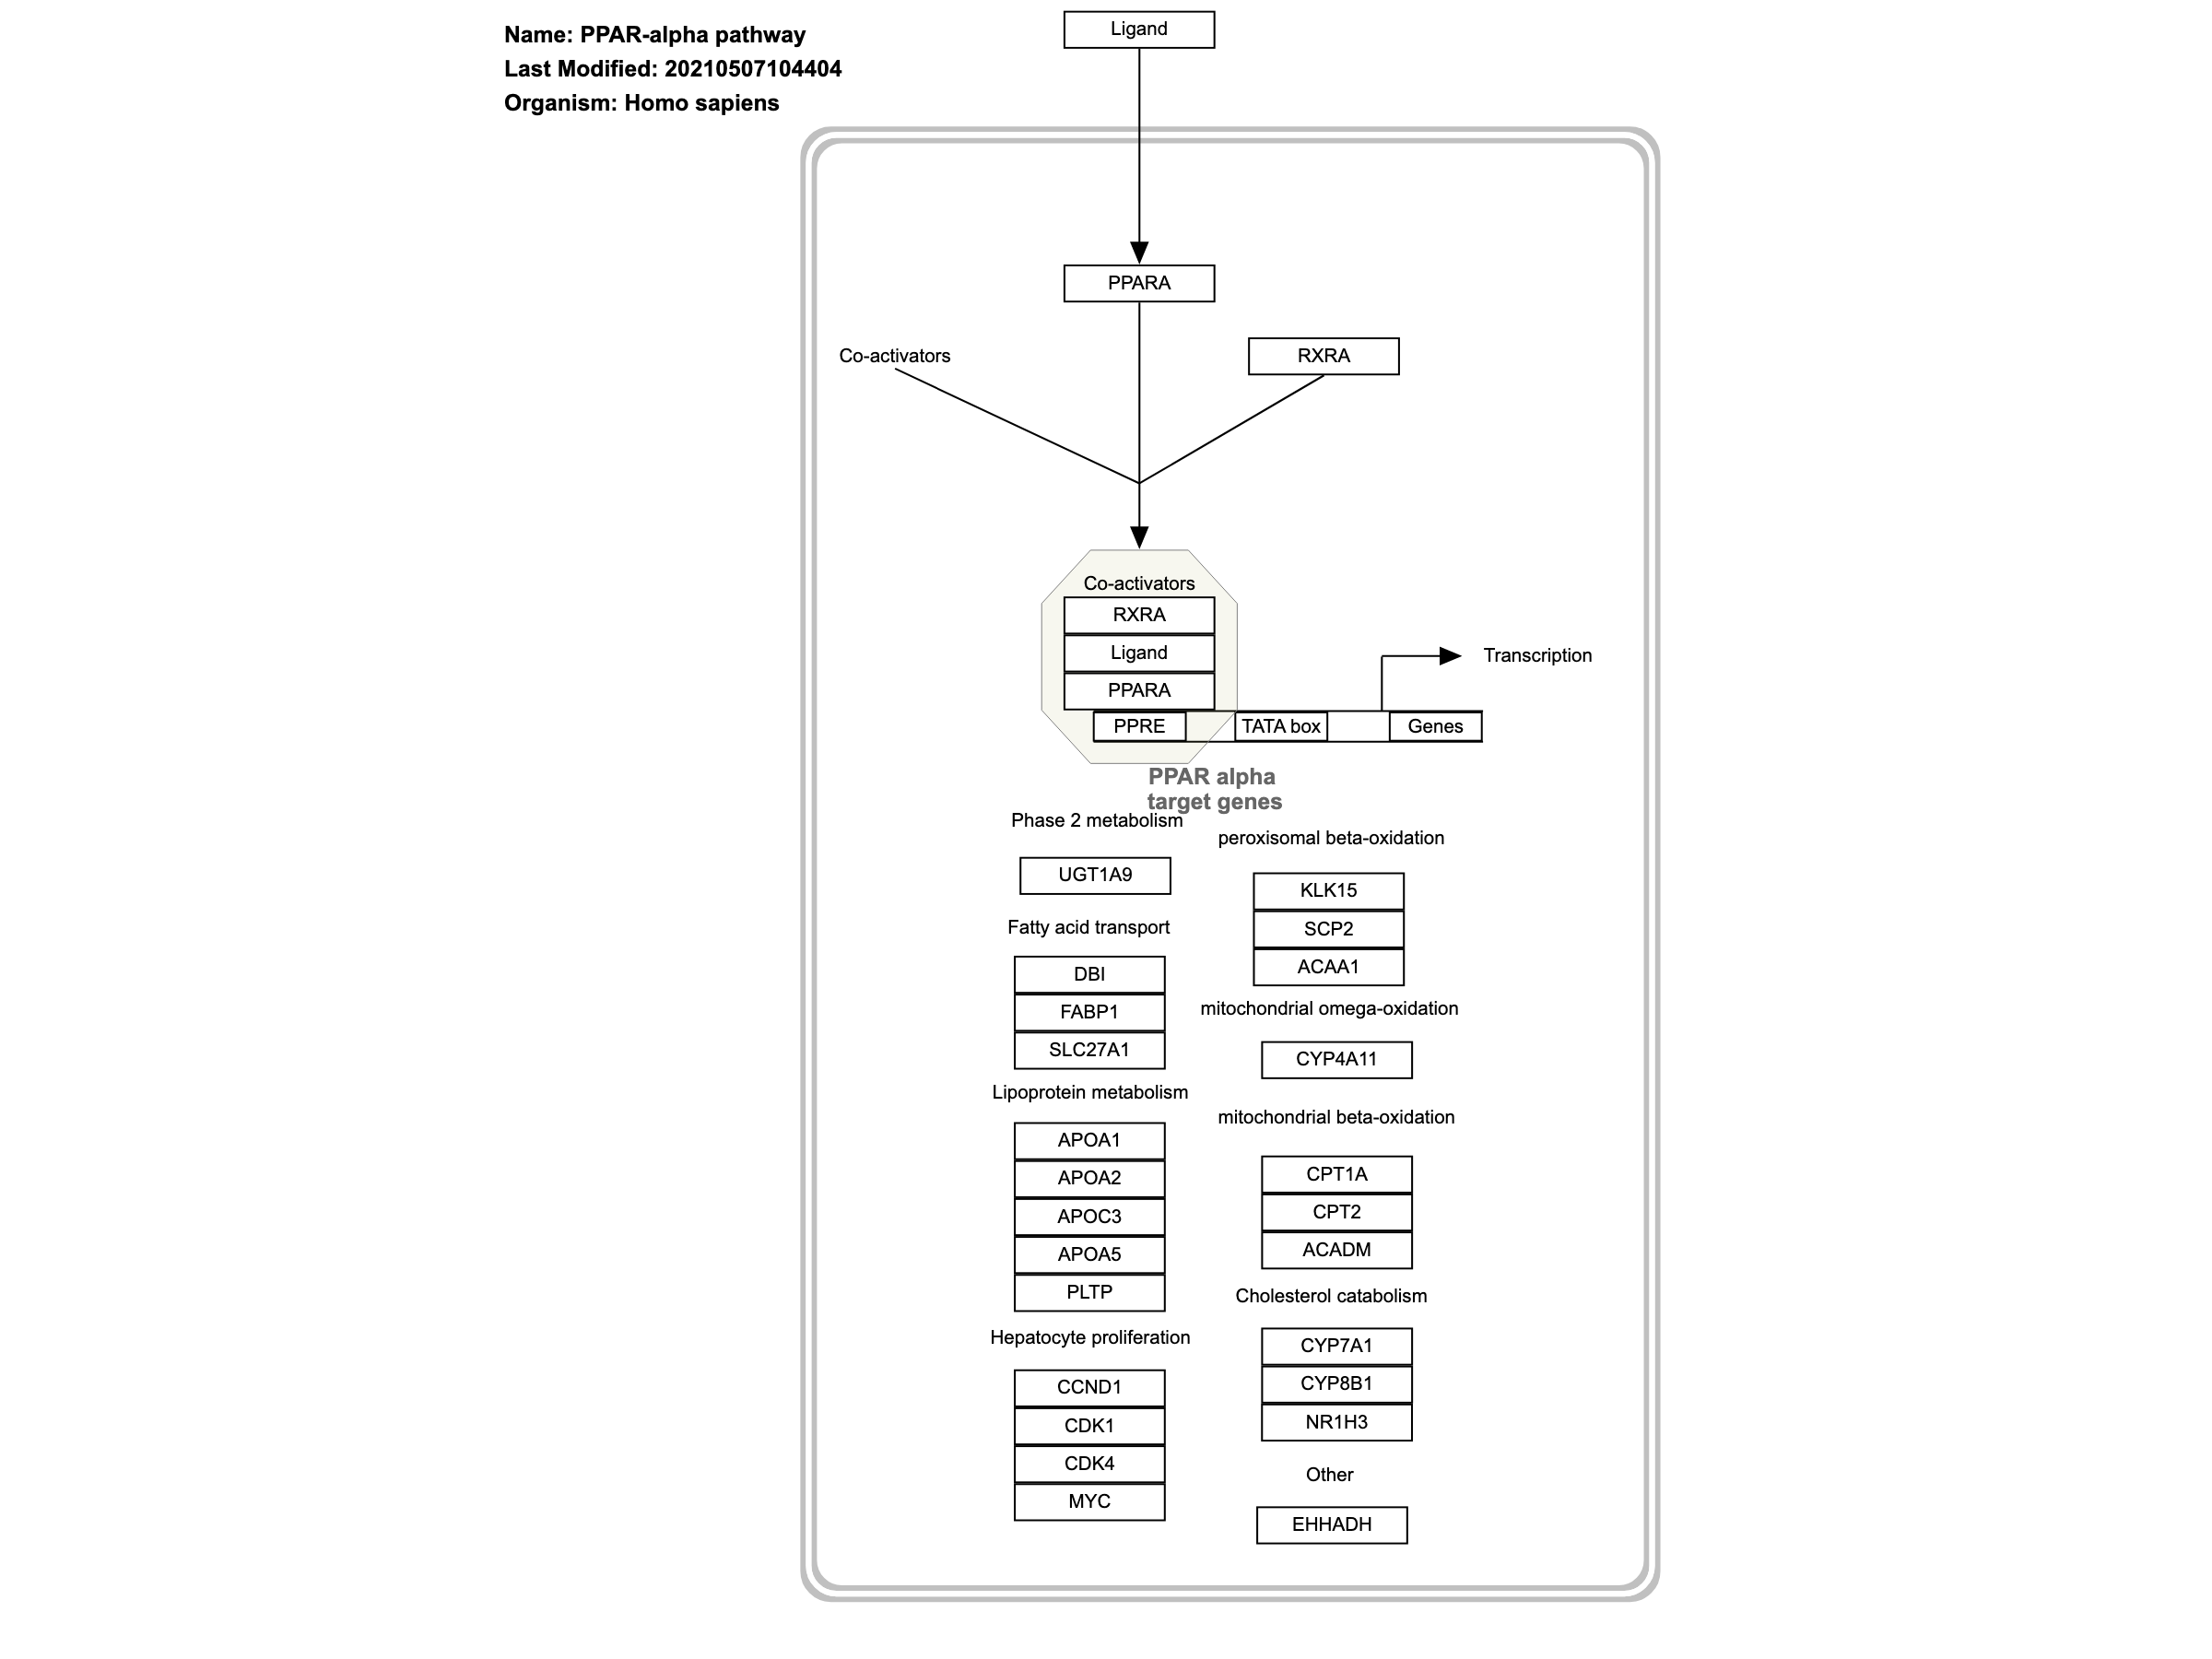 Name: PPAR-alpha pathway
Last Modified: 20210507104404
Organism: Homo sapiens
Ligand
PPARA
Co-activators
RXRA
Co-activators
RXRA
Ligand
PPARA
Transcription
PPRE
TATA box
Genes
PPAR alpha
target genes
Phase 2 metabolism
UGT1A9
Fatty acid transport
DBI
FABP1
SLC27A1
Lipoprotein metabolism
APOA1
APOA2
APOC3
APOA5
PLTP
Hepatocyte proliferation
CCND1
CDK1
CDK4
MYC
peroxisomal beta-oxidation
KLK15
SCP2
ACAA1
mitochondrial omega-oxidation
CYP4A11
mitochondrial beta-oxidation
CPT1A
CPT2
ACADM
Cholesterol catabolism
CYP7A1
CYP8B1
NR1H3
Other
EHHADH